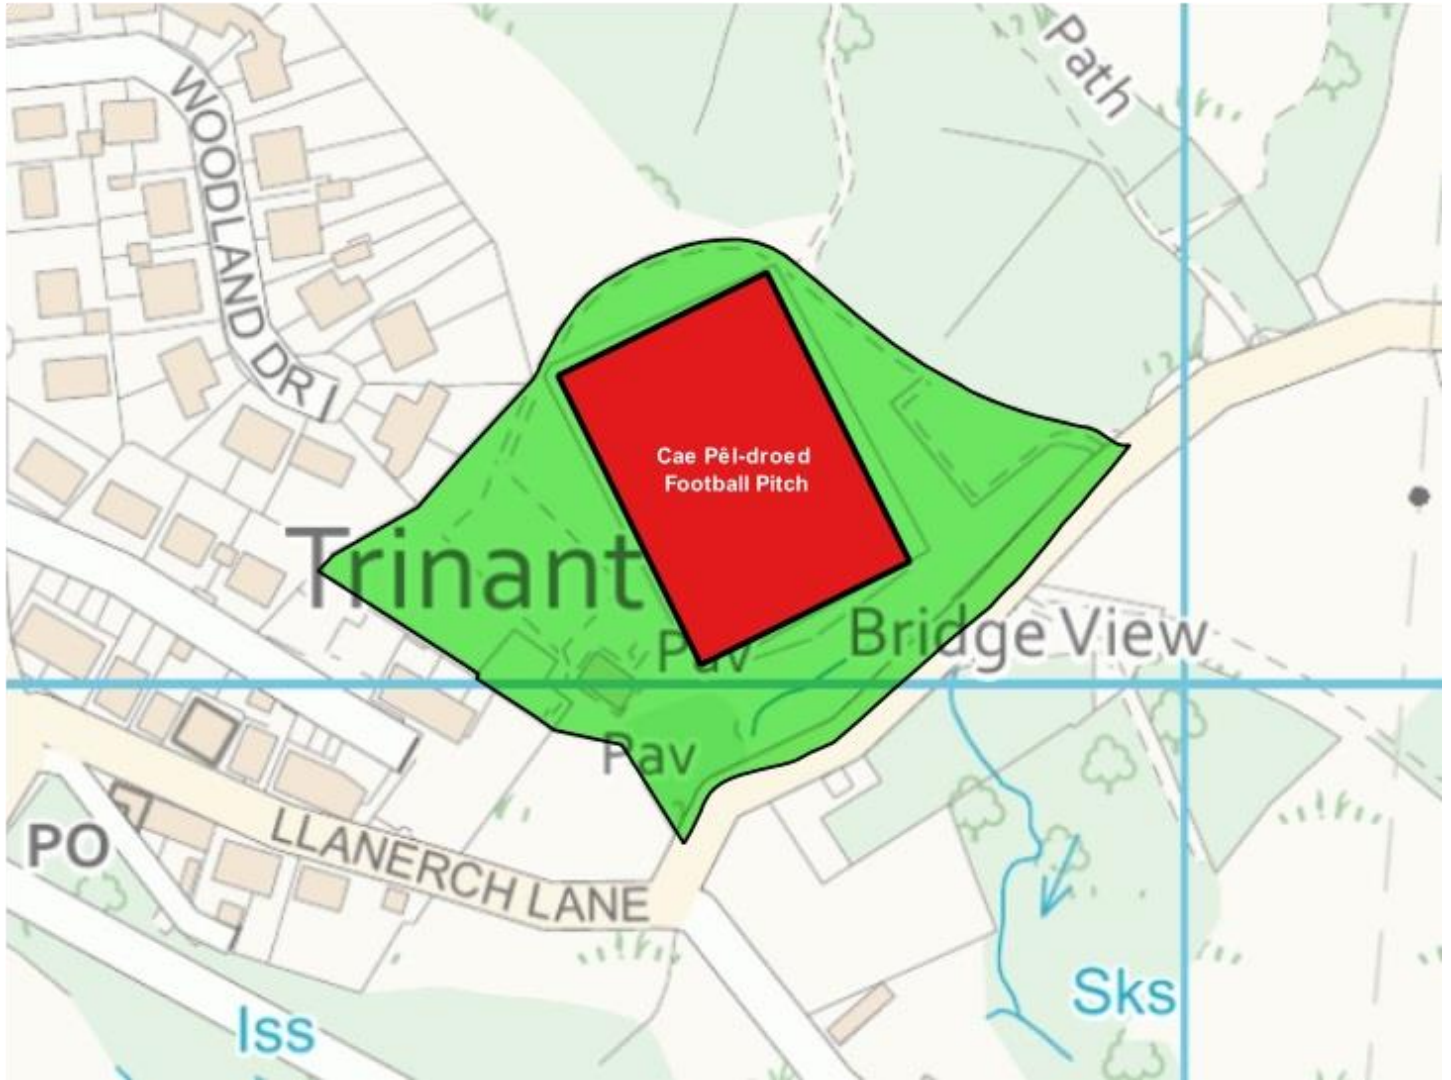 Path
WOODLAND DR
Cae Pêl-droed
Football Pitch
Trinant
Pav
Bridge View
Pav
PO
LLANERCH LANE
Iss
Sks